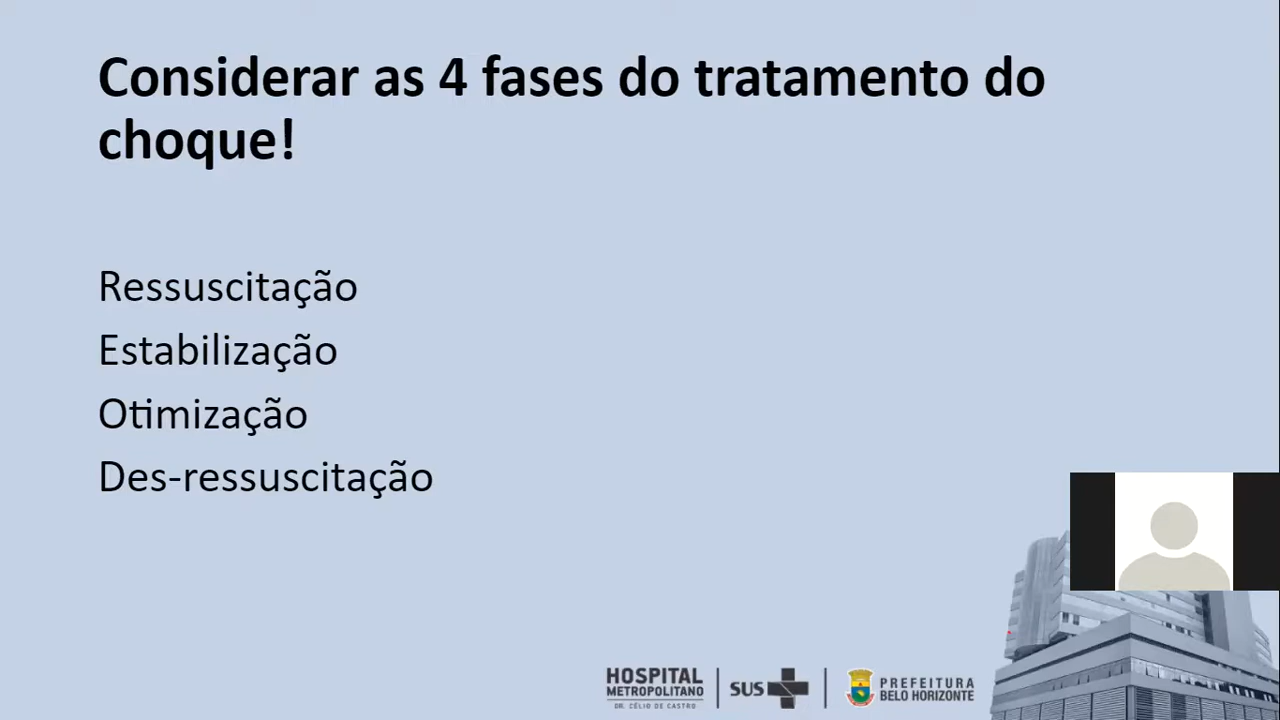 Considerar as 4 fases do tratamento do
choque!
Ressuscitação
Estabilização
Otimização
Des-ressuscitação
HOSPITAL
METROPOLITANO
DR. CÉLIO DE CASTRO
SUS
PREFEITURA
BELO HORIZONTE